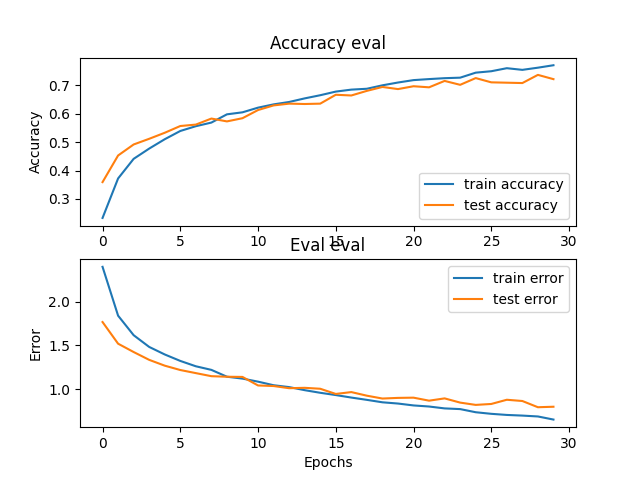 Accuracy eval
Accuracy
0.7
0.6
0.5
0.4
0.3
train accuracy
test accuracy
0 5 10 15 20 25 30
Eval eval
Error
2.0
1.5
1.0
train error
test error
0 5 10 15 20 25 30
Epochs